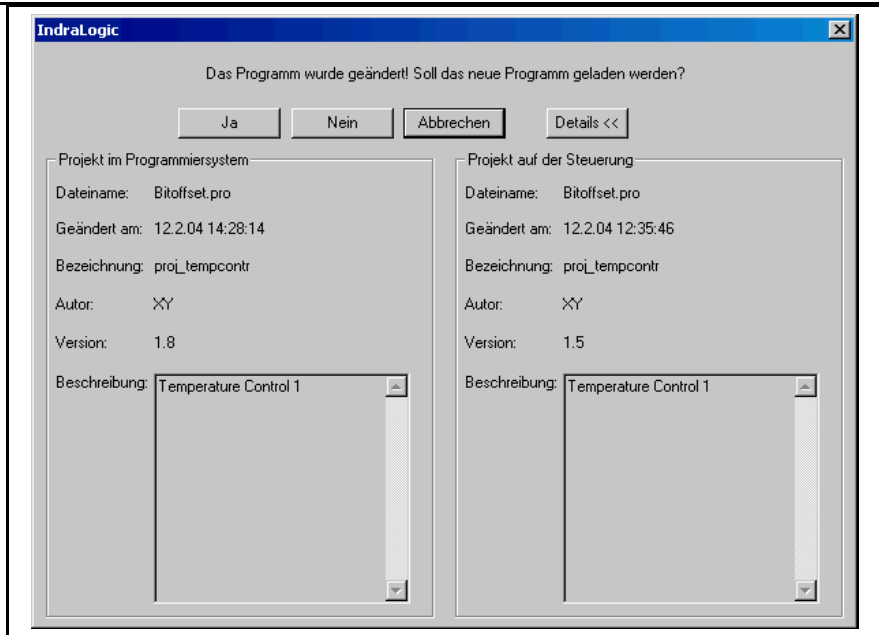 IndraLogic
Das Programm wurde geändert! Soll das neue Programm geladen werden?
Ja Nein Abbrechen Details <<
Projekt im Programmiersystem
Dateiname: Bitoffset.pro
Geändert am: 12.2.04 14:28:14
Bezeichnung: proj_tempcontr
Autor: XY
Version: 1.8
Beschreibung: Temperature Control 1
Projekt auf der Steuerung
Dateiname: Bitoffset.pro
Geändert am: 12.2.04 12:35:46
Bezeichnung: proj_tempcontr
Autor: XY
Version: 1.5
Beschreibung: Temperature Control 1